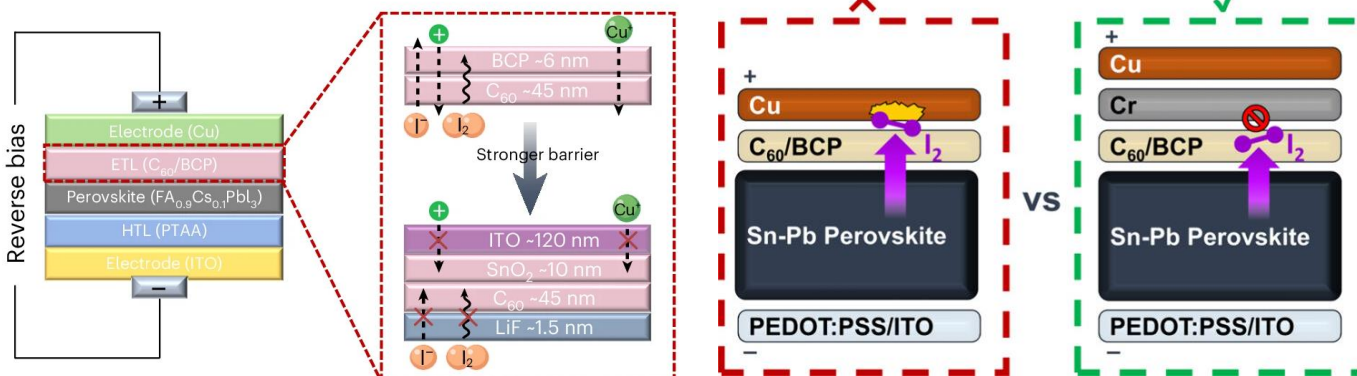 Reverse bias
+
Electrode (Cu)
ETL (C₆₀/BCP)
Perovskite (FA₀.₉Cs₀.₁PbI₃)
HTL (PTAA)
Electrode (ITO)
−
+
Cu⁺
BCP ~6 nm
C₆₀ ~45 nm
I⁻
I₂
Stronger barrier
+
Cu⁺
ITO ~120 nm
SnO₂ ~10 nm
C₆₀ ~45 nm
LiF ~1.5 nm
I⁻
I₂
+
Cu
C₆₀/BCP
I₂
Sn-Pb Perovskite
PEDOT:PSS/ITO
−
vs
+
Cu
Cr
C₆₀/BCP
I₂
Sn-Pb Perovskite
PEDOT:PSS/ITO
−